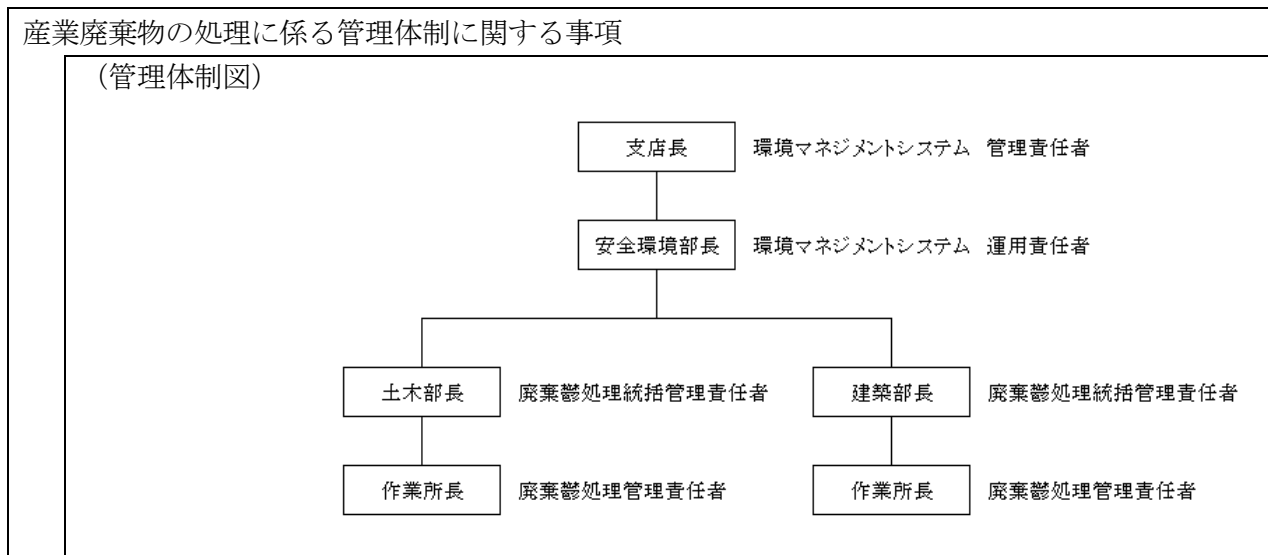 産業廃棄物の処理に係る管理体制に関する事項
(管理体制図)
支店長 環境マネジメントシステム 管理責任者
安全環境部長 環境マネジメントシステム 運用責任者
土木部長 廃棄鬱処理統括管理責任者 建築部長 廃棄鬱処理統括管理責任者
作業所長 廃棄鬱処理管理責任者 作業所長 廃棄鬱処理管理責任者